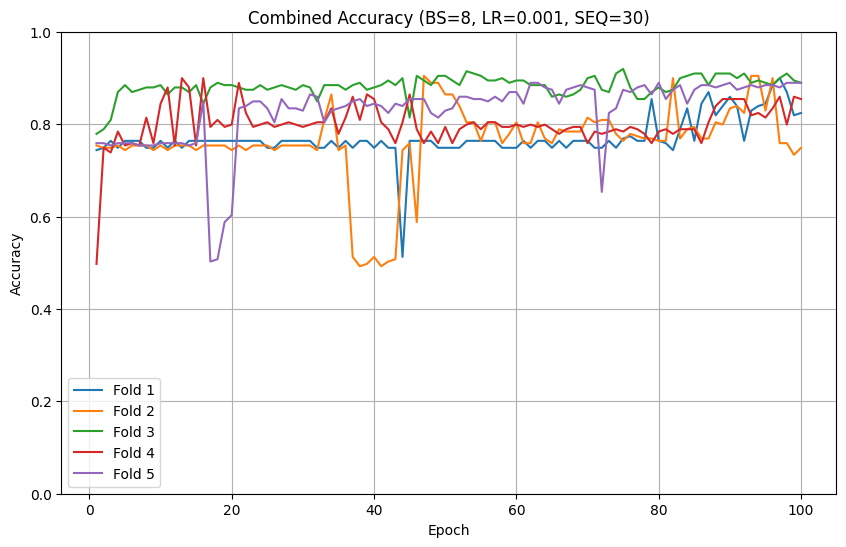 Combined Accuracy (BS=8, LR=0.001, SEQ=30)
1.0
0.8
0.6
0.4
0.2
0.0
Accuracy
Fold 1
Fold 2
Fold 3
Fold 4
Fold 5
0 20 40 60 80 100
Epoch